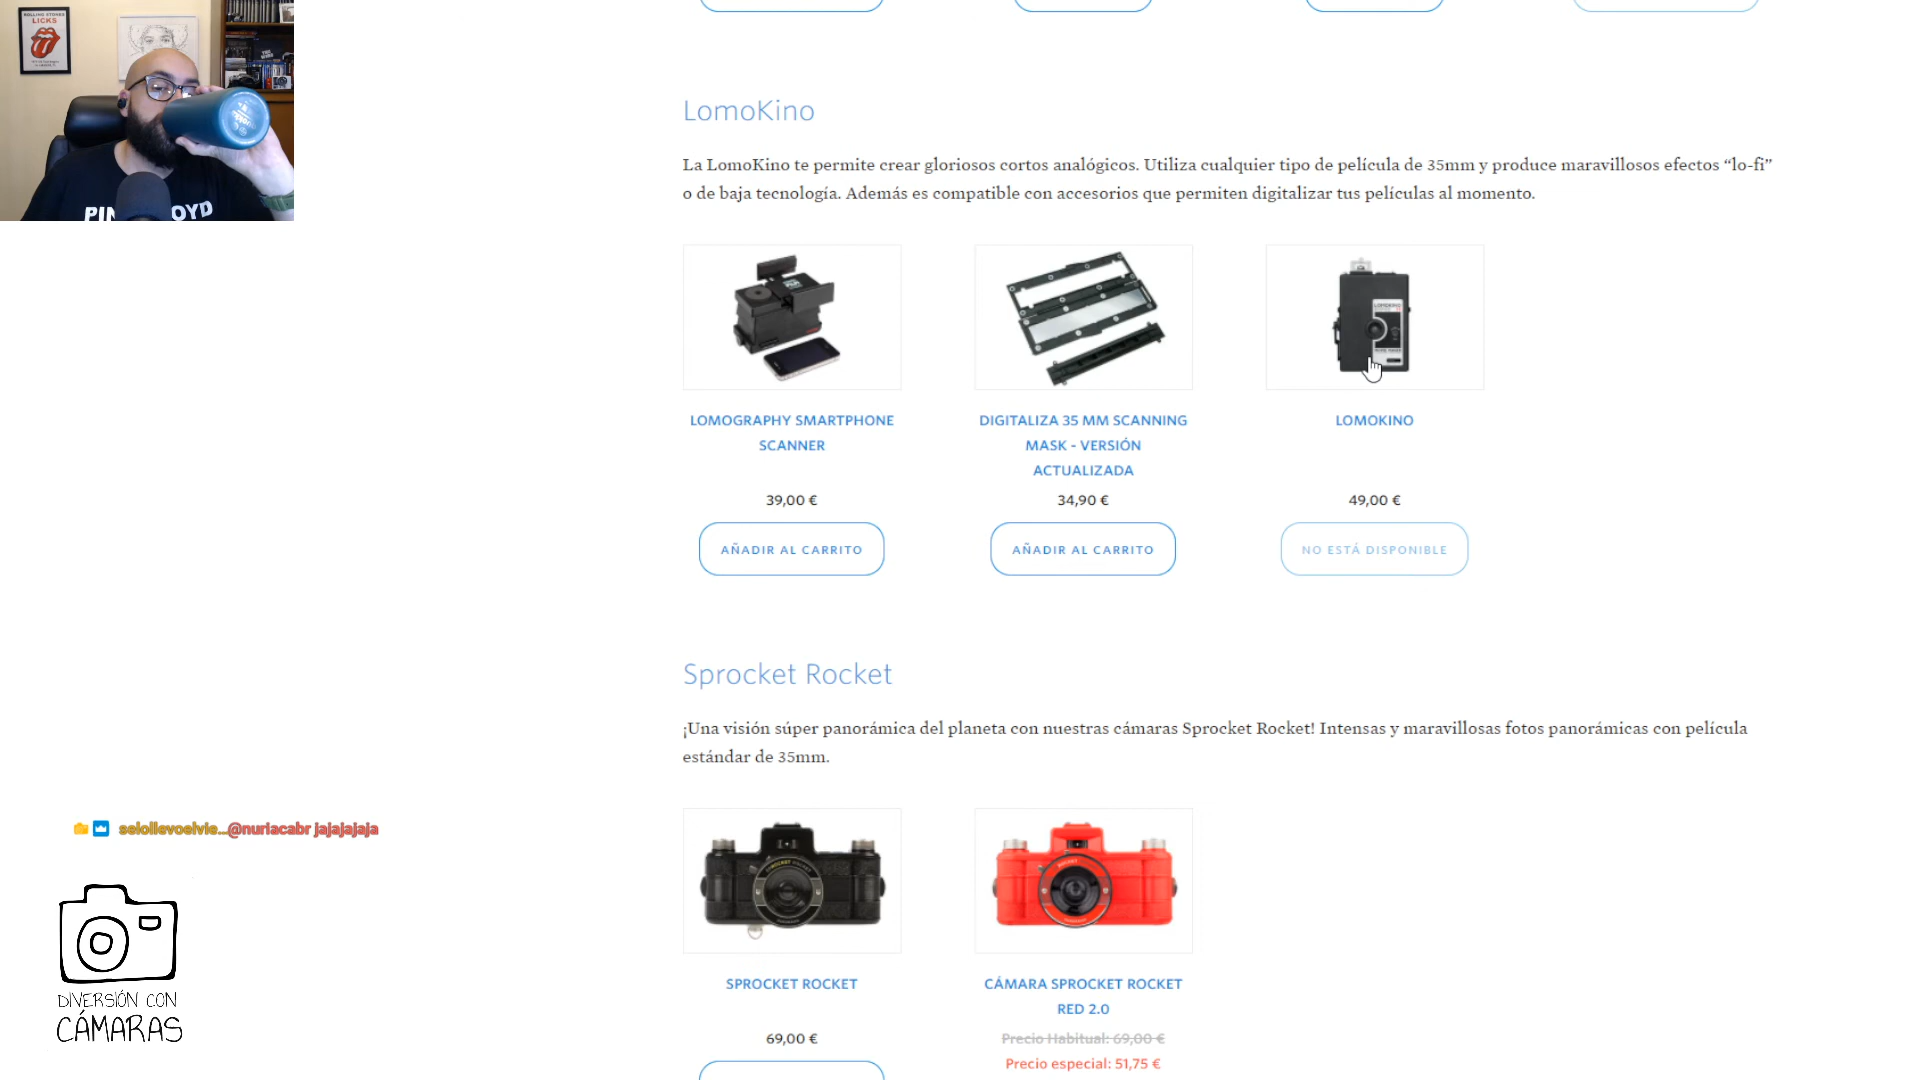 ROLLING STONES
LICKS
LomoKino
La LomoKino te permite crear gloriosos cortos analógicos. Utiliza cualquier tipo de película de 35mm y produce maravillosos efectos “lo-fi”
o de baja tecnología. Además es compatible con accesorios que permiten digitalizar tus películas al momento.
LOMOGRAPHY SMARTPHONE
SCANNER
39,00 €
AÑADIR AL CARRITO
DIGITALIZA 35 MM SCANNING
MASK - VERSIÓN
ACTUALIZADA
34,90 €
AÑADIR AL CARRITO
LOMOKINO
49,00 €
NO ESTÁ DISPONIBLE
Sprocket Rocket
¡Una visión súper panorámica del planeta con nuestras cámaras Sprocket Rocket! Intensas y maravillosas fotos panorámicas con película
estándar de 35mm.
SPROCKET ROCKET
69,00 €
CÁMARA SPROCKET ROCKET
RED 2.0
Precio Habitual: 69,00 €
Precio especial: 51,75 €
selollevoelvie...@nuriacabr jajajajaja
DIVERSIÓN CON
CÁMARAS